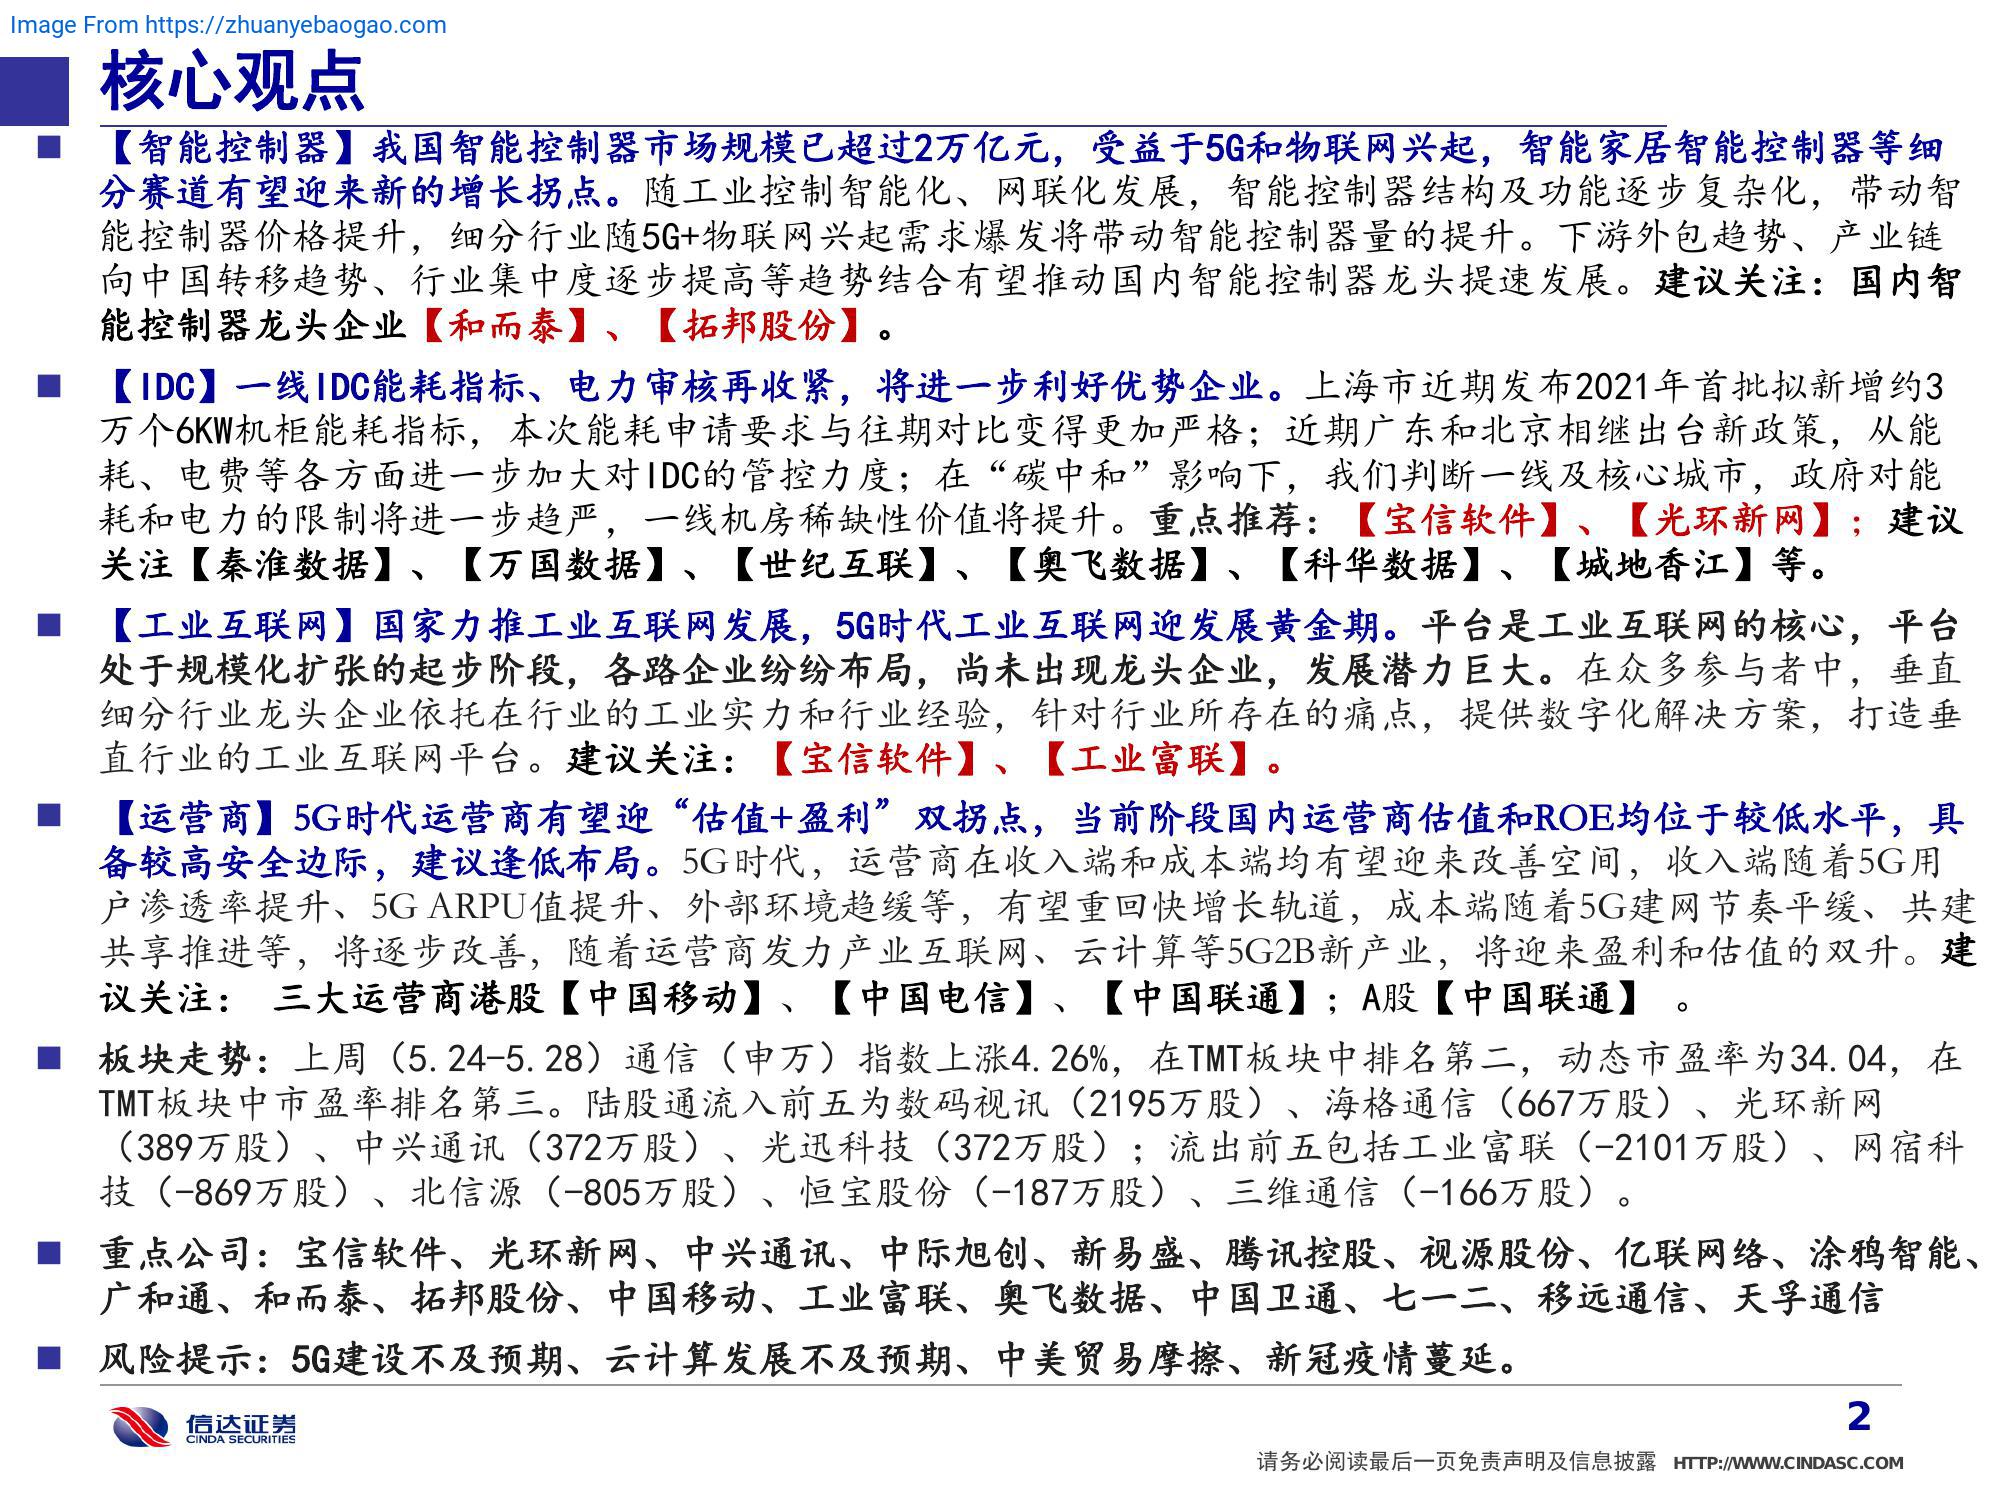 Image From https://zhuanyebaogao.com
核心观点
【智能控制器】我国智能控制器市场规模已超过2万亿元，受益于5G和物联网兴起，智能家居智能控制器等细
分赛道有望迎来新的增长拐点。随工业控制智能化、网联化发展，智能控制器结构及功能逐步复杂化，带动智
能控制器价格提升，细分行业随5G+物联网兴起需求爆发将带动智能控制器量的提升。下游外包趋势、产业链
向中国转移趋势、行业集中度逐步提高等趋势结合有望推动国内智能控制器龙头提速发展。建议关注：国内智
能控制器龙头企业【和而泰】、【拓邦股份】。
【IDC】一线IDC能耗指标、电力审核再收紧，将进一步利好优势企业。上海市近期发布2021年首批拟新增约3
万个6KW机柜能耗指标，本次能耗申请要求与往期对比变得更加严格；近期广东和北京相继出台新政策，从能
耗、电费等各方面进一步加大对IDC的管控力度；在“碳中和”影响下，我们判断一线及核心城市，政府对能
耗和电力的限制将进一步趋严，一线机房稀缺性价值将提升。重点推荐：【宝信软件】、【光环新网】；建议
关注【秦淮数据】、【万国数据】、【世纪互联】、【奥飞数据】、【科华数据】、【城地香江】等。
【工业互联网】国家力推工业互联网发展，5G时代工业互联网迎发展黄金期。平台是工业互联网的核心，平台
处于规模化扩张的起步阶段，各路企业纷纷布局，尚未出现龙头企业，发展潜力巨大。在众多参与者中，垂直
细分行业龙头企业依托在行业的工业实力和行业经验，针对行业所存在的痛点，提供数字化解决方案，打造垂
直行业的工业互联网平台。建议关注：【宝信软件】、【工业富联】。
【运营商】5G时代运营商有望迎“估值+盈利”双拐点，当前阶段国内运营商估值和ROE均位于较低水平，具
备较高安全边际，建议逢低布局。5G时代，运营商在收入端和成本端均有望迎来改善空间，收入端随着5G用
户渗透率提升、5G ARPU值提升、外部环境趋缓等，有望重回快增长轨道，成本端随着5G建网节奏平缓、共建
共享推进等，将逐步改善，随着运营商发力产业互联网、云计算等5G2B新产业，将迎来盈利和估值的双升。建
议关注： 三大运营商港股【中国移动】、【中国电信】、【中国联通】；A股【中国联通】 。
板块走势：上周（5.24-5.28）通信（申万）指数上涨4.26%，在TMT板块中排名第二，动态市盈率为34.04，在
TMT板块中市盈率排名第三。陆股通流入前五为数码视讯（2195万股）、海格通信（667万股）、光环新网
（389万股）、中兴通讯（372万股）、光迅科技（372万股）；流出前五包括工业富联（-2101万股）、网宿科
技（-869万股）、北信源（-805万股）、恒宝股份（-187万股）、三维通信（-166万股）。
重点公司：宝信软件、光环新网、中兴通讯、中际旭创、新易盛、腾讯控股、视源股份、亿联网络、涂鸦智能、
广和通、和而泰、拓邦股份、中国移动、工业富联、奥飞数据、中国卫通、七一二、移远通信、天孚通信
风险提示：5G建设不及预期、云计算发展不及预期、中美贸易摩擦、新冠疫情蔓延。
信达证券
CINDA SECURITIES
2
请务必阅读最后一页免责声明及信息披露 HTTP://WWW.CINDASC.COM